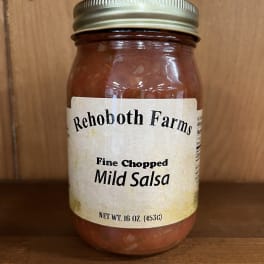 Rehoboth Farms
Fine Chopped
Mild Salsa
NET WT. 16 OZ. (453G)